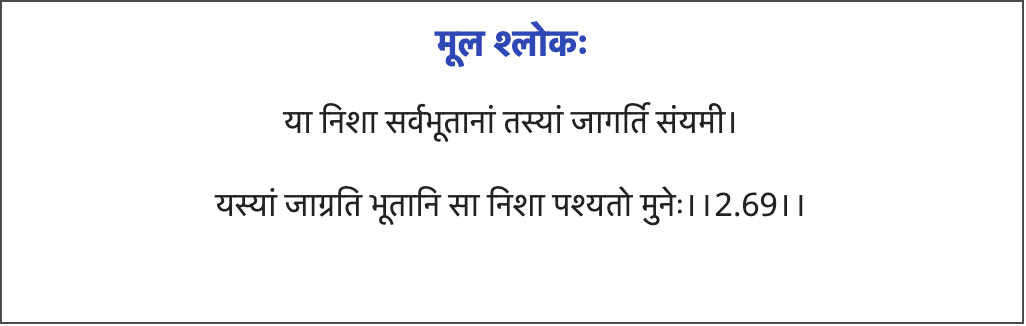 मूल श्लोकः
या निशा सर्वभूतानां तस्यां जागर्ति संयमी।
यस्यां जाग्रति भूतानि सा निशा पश्यतो मुनेः।।2.69।।